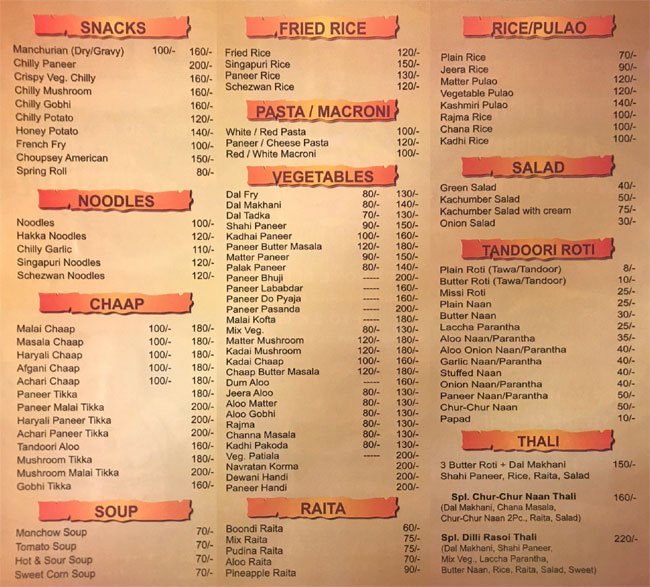 SNACKS
Manchurian (Dry/Gravy) 100/- 160/-
Chilly Paneer 200/-
Crispy Veg. Chilly 160/-
Chilly Mushroom 160/-
Chilly Gobhi 160/-
Chilly Potato 120/-
Honey Potato 140/-
French Fry 100/-
Choupsey American 150/-
Spring Roll 80/-
NOODLES
Noodles 100/-
Hakka Noodles 120/-
Chilly Garlic 110/-
Singapuri Noodles 120/-
Schezwan Noodles 120/-
CHAAP
Malai Chaap 100/- 180/-
Masala Chaap 100/- 180/-
Haryali Chaap 100/- 180/-
Afgani Chaap 100/- 180/-
Achari Chaap 100/- 180/-
Paneer Tikka 180/-
Paneer Malai Tikka 200/-
Haryali Paneer Tikka 200/-
Achari Paneer Tikka 200/-
Tandoori Aloo 160/-
Mushroom Tikka 180/-
Mushroom Malai Tikka 200/-
Gobhi Tikka 160/-
SOUP
Manchow Soup 70/-
Tomato Soup 70/-
Hot & Sour Soup 70/-
Sweet Corn Soup 70/-
FRIED RICE
Fried Rice 120/-
Singapuri Rice 150/-
Paneer Rice 130/-
Schezwan Rice 120/-
PASTA / MACRONI
White / Red Pasta 100/-
Paneer / Cheese Pasta 120/-
Red / White Macroni 100/-
VEGETABLES
Dal Fry 80/- 130/-
Dal Makhani 80/- 140/-
Dal Tadka 70/- 130/-
Shahi Paneer 90/- 150/-
Kadhai Paneer 100/- 160/-
Paneer Butter Masala 120/- 180/-
Matter Paneer 90/- 150/-
Palak Paneer 80/- 140/-
Paneer Bhuji ----- 200/-
Paneer Lababdar ----- 160/-
Paneer Do Pyaja ----- 160/-
Paneer Pasanda ----- 200/-
Malai Kofta ----- 180/-
Mix Veg. 80/- 130/-
Matter Mushroom 120/- 180/-
Kadai Mushroom 120/- 180/-
Kadai Chaap 100/- 160/-
Chaap Butter Masala 120/- 180/-
Dum Aloo ----- 160/-
Jeera Aloo 80/- 130/-
Aloo Matter 80/- 130/-
Aloo Gobhi 80/- 130/-
Rajma 80/- 130/-
Channa Masala 80/- 130/-
Kadhi Pakoda 80/- 130/-
Veg. Patiala ----- 200/-
Navratan Korma 200/-
Dewani Handi 200/-
Paneer Handi 200/-
RAITA
Boondi Raita 60/-
Mix Raita 75/-
Pudina Raita 75/-
Aloo Raita 70/-
Pineapple Raita 90/-
RICE/PULAO
Plain Rice 70/-
Jeera Rice 90/-
Matter Pulao 120/-
Vegetable Pulao 120/-
Kashmiri Pulao 140/-
Rajma Rice 100/-
Chana Rice 100/-
Kadhi Rice 100/-
SALAD
Green Salad 40/-
Kachumber Salad 50/-
Kachumber Salad with cream 75/-
Onion Salad 30/-
TANDOORI ROTI
Plain Roti (Tawa/Tandoor) 8/-
Butter Roti (Tawa/Tandoor) 10/-
Missi Roti 25/-
Plain Naan 25/-
Butter Naan 30/-
Laccha Parantha 25/-
Aloo Naan/Parantha 35/-
Aloo Onion Naan/Parantha 40/-
Garlic Naan/Parantha 40/-
Stuffed Naan 40/-
Onion Naan/Parantha 40/-
Paneer Naan/Parantha 50/-
Chur-Chur Naan 50/-
Papad 10/-
THALI
3 Butter Roti + Dal Makhani 150/-
Shahi Paneer, Rice, Raita, Salad
Spl. Chur-Chur Naan Thali 160/-
(Dal Makhani, Chana Masala,
Chur-Chur Naan 2Pc., Raita, Salad)
Spl. Dilli Rasoi Thali 220/-
(Dal Makhani, Shahi Paneer,
Mix Veg., Laccha Parantha,
Butter Naan, Rice, Raita, Salad, Sweet)